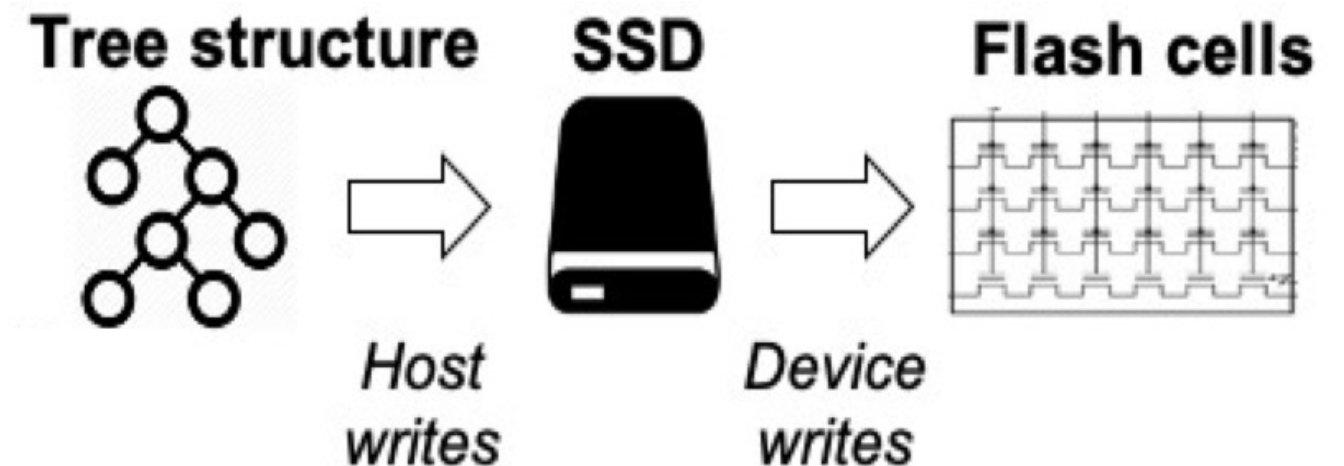 Tree structure
SSD
Flash cells
Host
writes
Device
writes